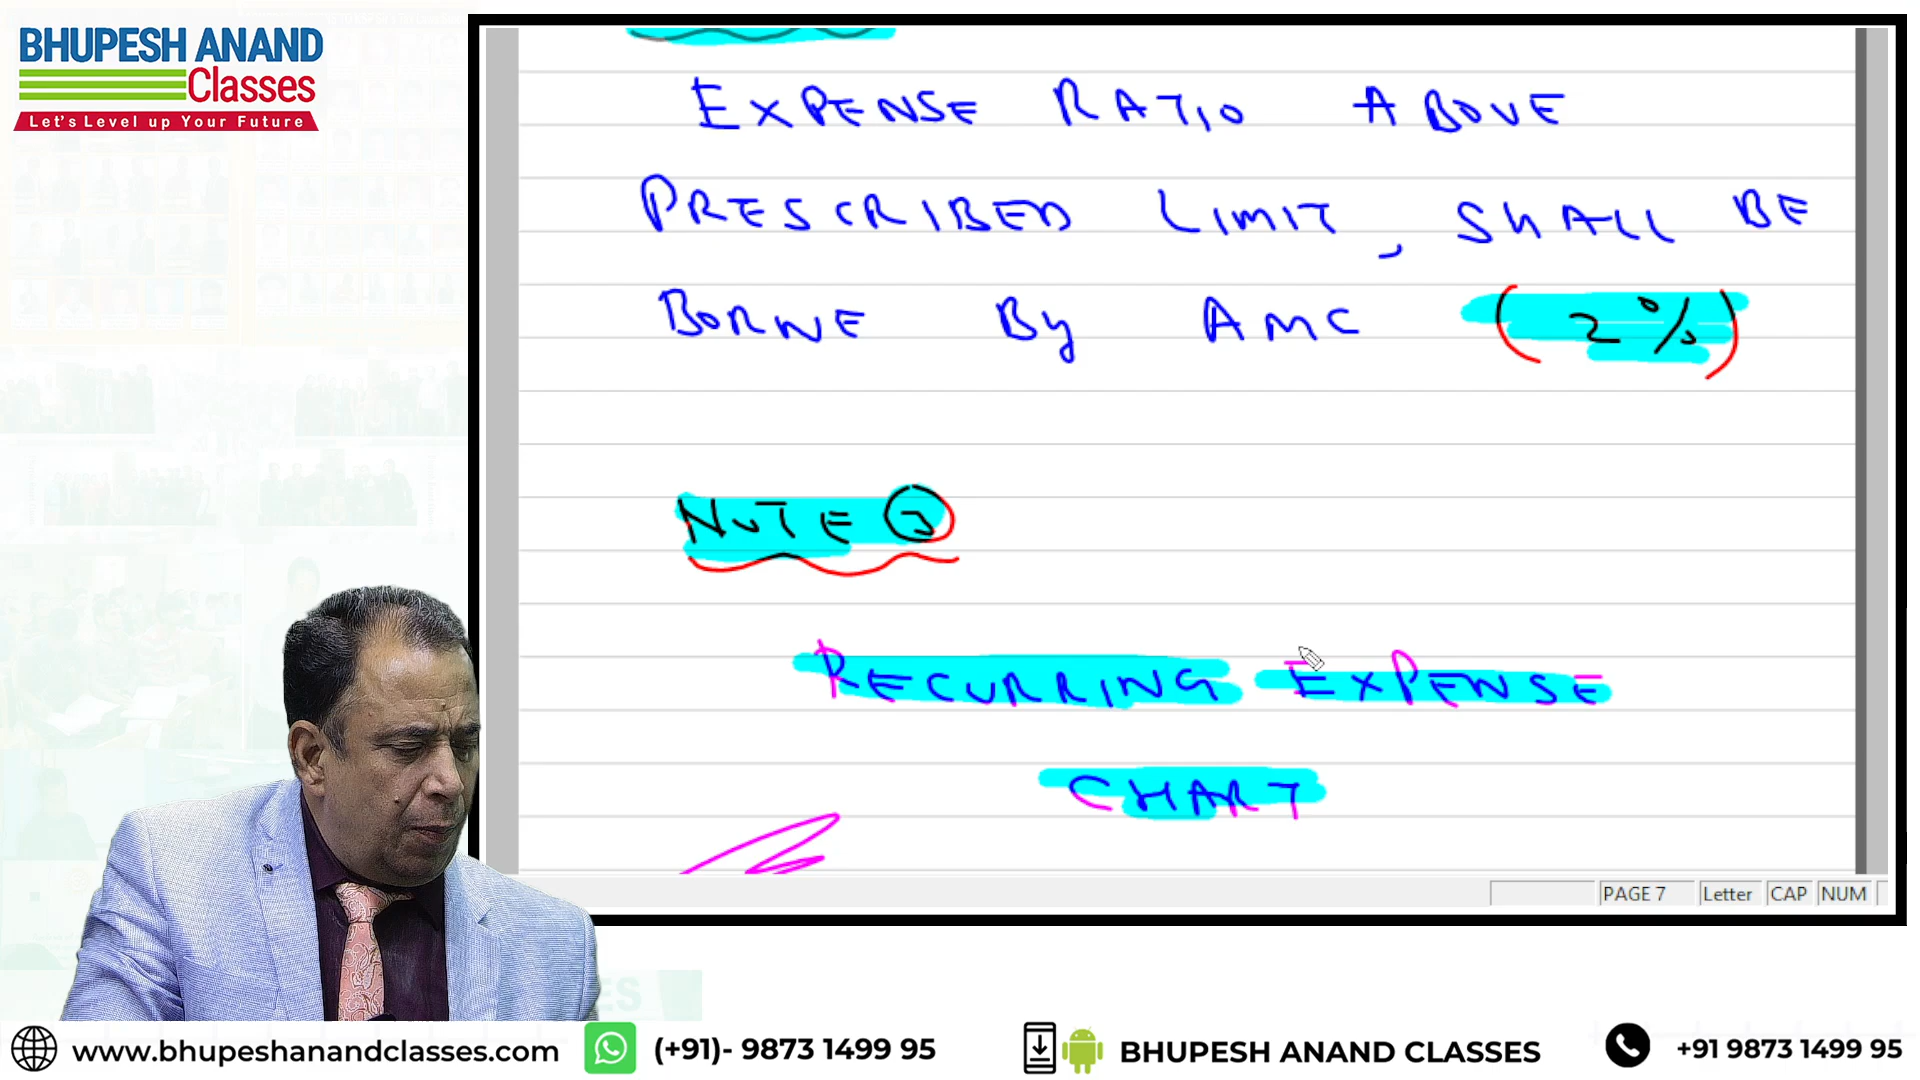 BHUPESH ANAND
Classes
Let's Level up Your Future
EXPENSE RATIO ABOVE
PRESCRIBED LIMIT, SHALL BE
BORNE By AMC (2%)
NOTE
RECURRING EXPENSE
CHART
PAGE 7 Letter CAP NUM
www.bhupeshanandclasses.com (+91)- 9873 1499 95 BHUPESH ANAND CLASSES +91 9873 1499 95